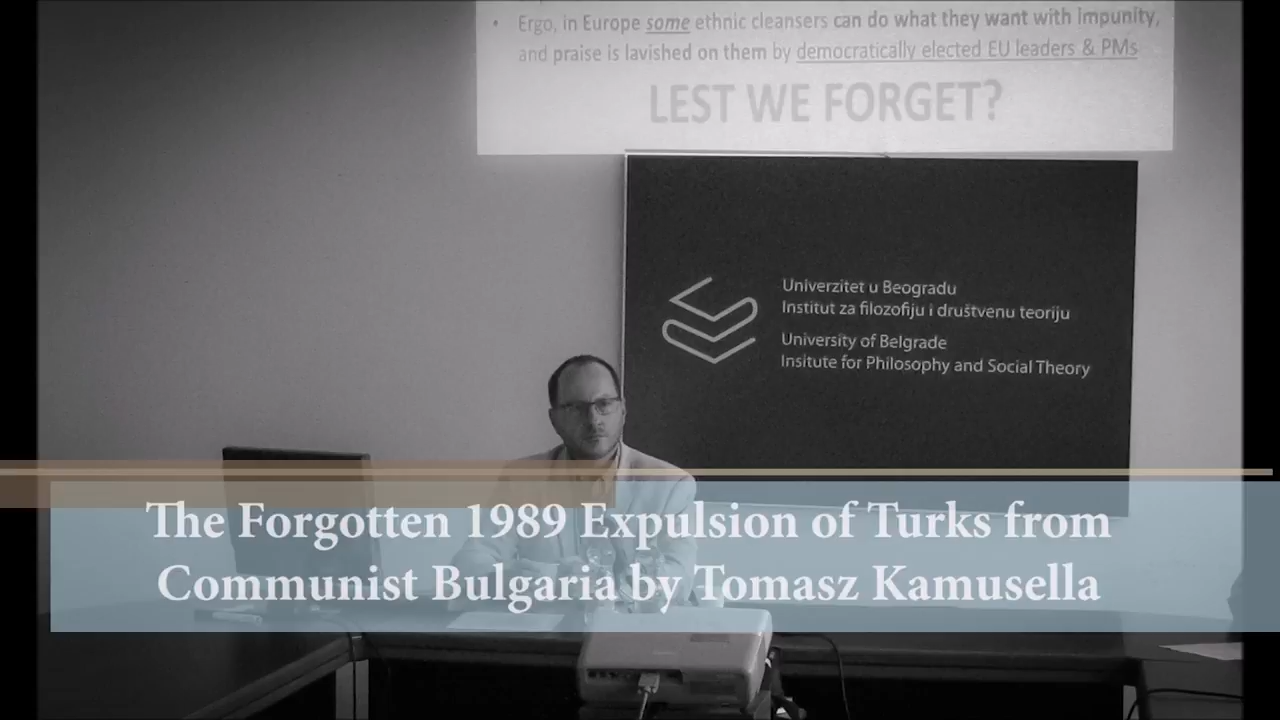 • Ergo, in Europe some ethnic cleansers can do what they want with impunity,
and praise is lavished on them by democratically elected EU leaders & PMs
LEST WE FORGET?
Univerzitet u Beogradu
Institut za filozofiju i društvenu teoriju
University of Belgrade
Insitute for Philosophy and Social Theory
The Forgotten 1989 Expulsion of Turks from
Communist Bulgaria by Tomasz Kamusella